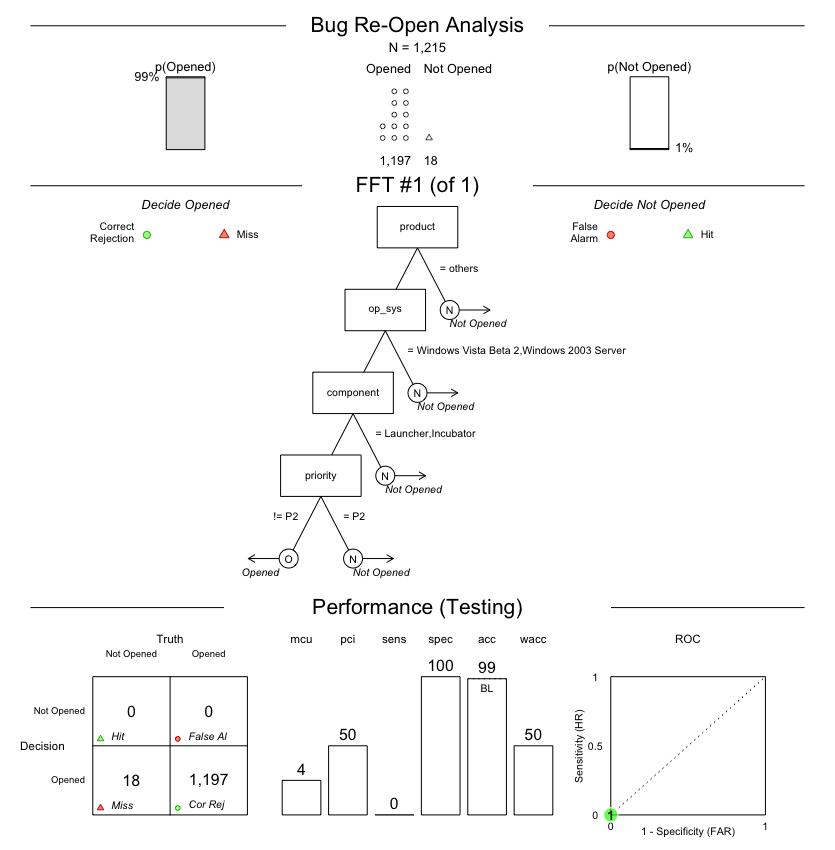 Bug Re-Open Analysis
N = 1,215
p(Opened)
Opened
Not Opened
p(Not Opened)
99%
1%
1,197
18
FFT #1 (of 1)
Decide Opened
Decide Not Opened
Correct
Rejection
Miss
False
Alarm
Hit
product
= others
op_sys
N
Not Opened
= Windows Vista Beta 2,Windows 2003 Server
component
N
Not Opened
= Launcher,Incubator
priority
N
Not Opened
!= P2
= P2
O
N
Opened
Not Opened
Performance (Testing)
Truth
Not Opened
Opened
Not Opened
0
0
Hit
False Al
Decision
Opened
18
1,197
Miss
Cor Rej
mcu
pci
sens
spec
acc
wacc
4
50
0
100
99
BL
50
ROC
1
0.5
0
Sensitivity (HR)
1
0
1
1 - Specificity (FAR)